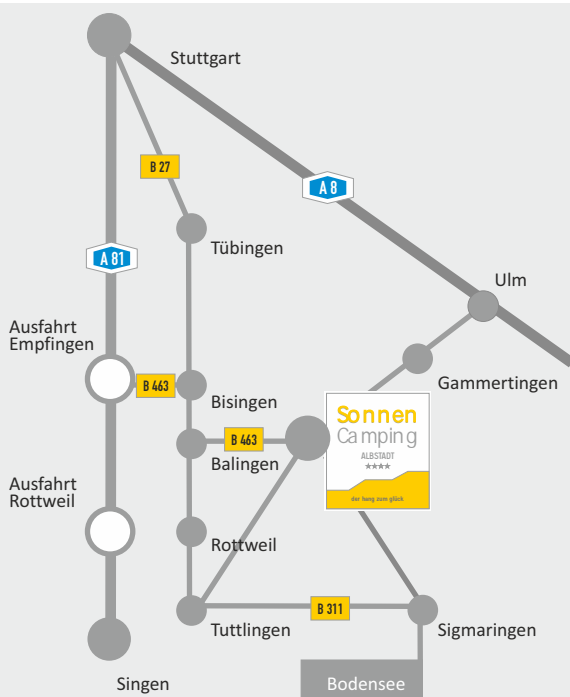 Stuttgart
B 27
A 8
Tübingen
A 81
Ulm
Ausfahrt
Empfingen
Gammertingen
B 463
Bisingen
Sonnen
Camping
ALBSTADT
★★★★
der hang zum glück
B 463
Balingen
Ausfahrt
Rottweil
Rottweil
B 311
Tuttlingen
Sigmaringen
Singen
Bodensee